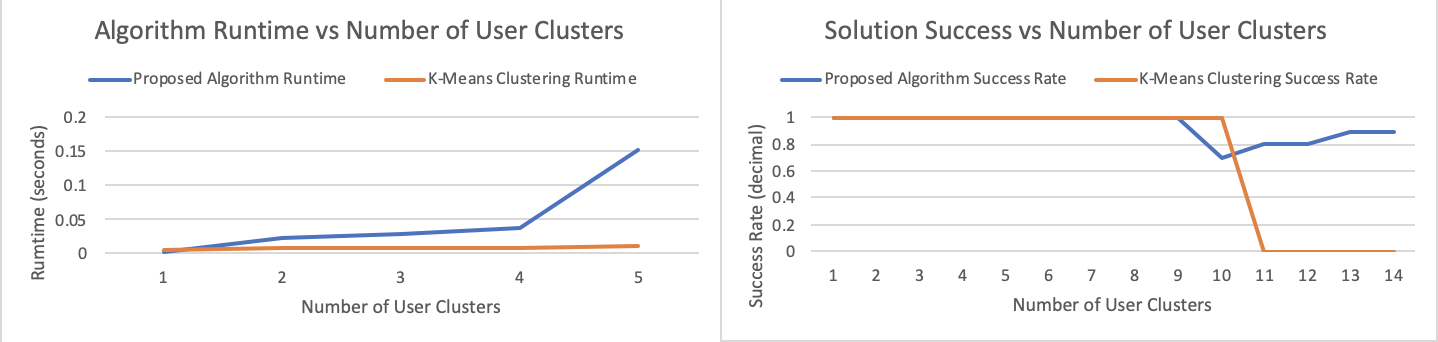 Algorithm Runtime vs Number of User Clusters
Proposed Algorithm Runtime
K-Means Clustering Runtime
Rumtime (seconds)
0.2
0.15
0.1
0.05
0
1 2 3 4 5
Number of User Clusters
Solution Success vs Number of User Clusters
Proposed Algorithm Success Rate
K-Means Clustering Success Rate
Success Rate (decimal)
1
0.8
0.6
0.4
0.2
0
1 2 3 4 5 6 7 8 9 10 11 12 13 14
Number of User Clusters